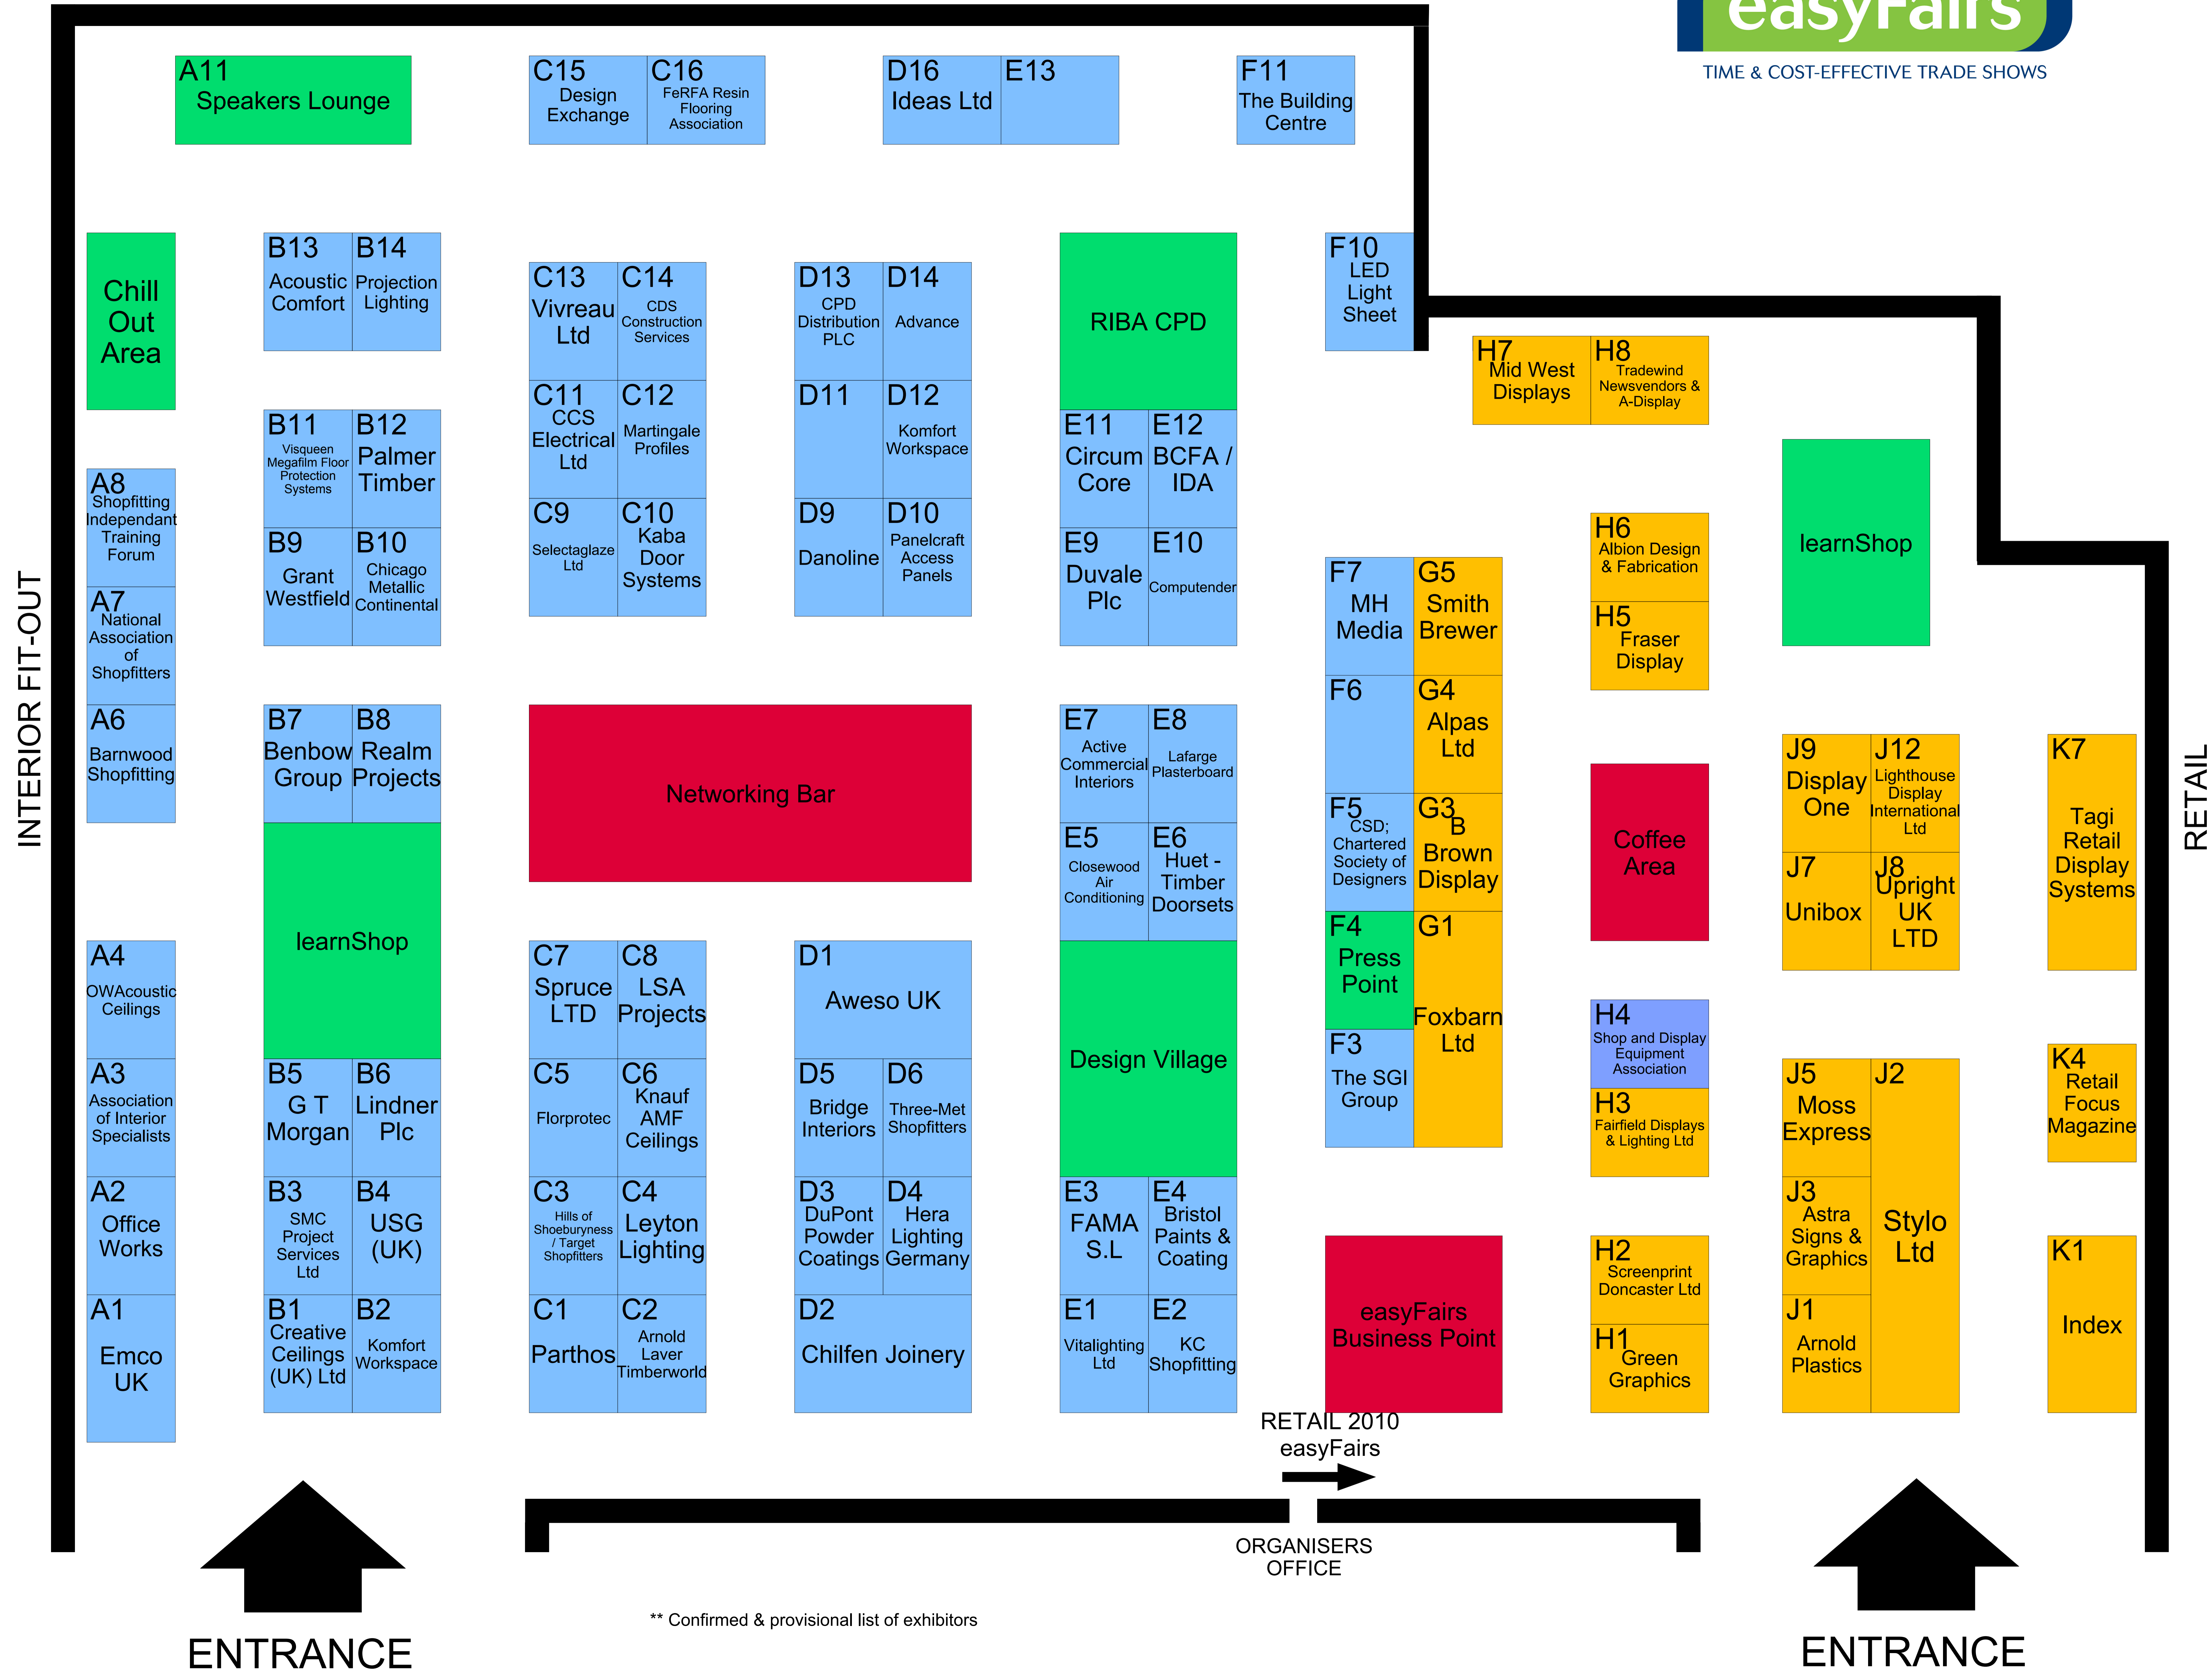 easyFairs
TIME & COST-EFFECTIVE TRADE SHOWS
A11
Speakers Lounge
C15
Design
Exchange
C16
FeRFA Resin
Flooring
Association
D16
Ideas Ltd
E13
F11
The Building
Centre
Chill
Out
Area
B13
Acoustic
Comfort
B14
Projection
Lighting
C13
Vivreau
Ltd
C14
CDS
Construction
Services
D13
CPD
Distribution
PLC
D14
Advance
RIBA CPD
F10
LED
Light
Sheet
H7
Mid West
Displays
H8
Tradewind
Newsvendors &
A-Display
B11
Visqueen
Megafilm Floor
Protection
Systems
B12
Palmer
Timber
C11
CCS
Electrical
Ltd
C12
Martingale
Profiles
D11
D12
Komfort
Workspace
E11
Circum
Core
E12
BCFA /
IDA
A8
Shopfitting
Independant
Training
Forum
B9
Grant
Westfield
B10
Chicago
Metallic
Continental
C9
Selectaglaze
Ltd
C10
Kaba
Door
Systems
D9
Danoline
D10
Panelcraft
Access
Panels
E9
Duvale
Plc
E10
Computender
H6
Albion Design
& Fabrication
H5
Fraser
Display
learnShop
A7
National
Association
of
Shopfitters
F7
MH
Media
G5
Smith
Brewer
INTERIOR FIT-OUT
A6
Barnwood
Shopfitting
B7
Benbow
Group
B8
Realm
Projects
Networking Bar
E7
Active
Commercial
Interiors
E8
Lafarge
Plasterboard
F6
G4
Alpas
Ltd
Coffee
Area
J9
Display
One
J12
Lighthouse
Display
International
Ltd
K7
Tagi
Retail
Display
Systems
RETAIL
learnShop
E5
Closewood
Air
Conditioning
E6
Huet -
Timber
Doorsets
F5
CSD;
Chartered
Society of
Designers
G3
B
Brown
Display
J7
Unibox
J8
Upright
UK
LTD
A4
OWAcoustic
Ceilings
C7
Spruce
LTD
C8
LSA
Projects
D1
Aweso UK
Design Village
F4
Press
Point
G1
Foxbarn
Ltd
H4
Shop and Display
Equipment
Association
A3
Association
of Interior
Specialists
B5
G T
Morgan
B6
Lindner
Plc
C5
Florprotec
C6
Knauf
AMF
Ceilings
D5
Bridge
Interiors
D6
Three-Met
Shopfitters
F3
The SGI
Group
H3
Fairfield Displays
& Lighting Ltd
J5
Moss
Express
J2
Stylo
Ltd
K4
Retail
Focus
Magazine
A2
Office
Works
B3
SMC
Project
Services
Ltd
B4
USG
(UK)
C3
Hills of
Shoeburyness
/ Target
Shopfitters
C4
Leyton
Lighting
D3
DuPont
Powder
Coatings
D4
Hera
Lighting
Germany
E3
FAMA
S.L
E4
Bristol
Paints &
Coating
easyFairs
Business Point
H2
Screenprint
Doncaster Ltd
J3
Astra
Signs &
Graphics
K1
Index
A1
Emco
UK
B1
Creative
Ceilings
(UK) Ltd
B2
Komfort
Workspace
C1
Parthos
C2
Arnold
Laver
Timberworld
D2
Chilfen Joinery
E1
Vitalighting
Ltd
E2
KC
Shopfitting
H1
Green
Graphics
J1
Arnold
Plastics
RETAIL 2010
easyFairs
ORGANISERS
OFFICE
** Confirmed & provisional list of exhibitors
ENTRANCE
ENTRANCE